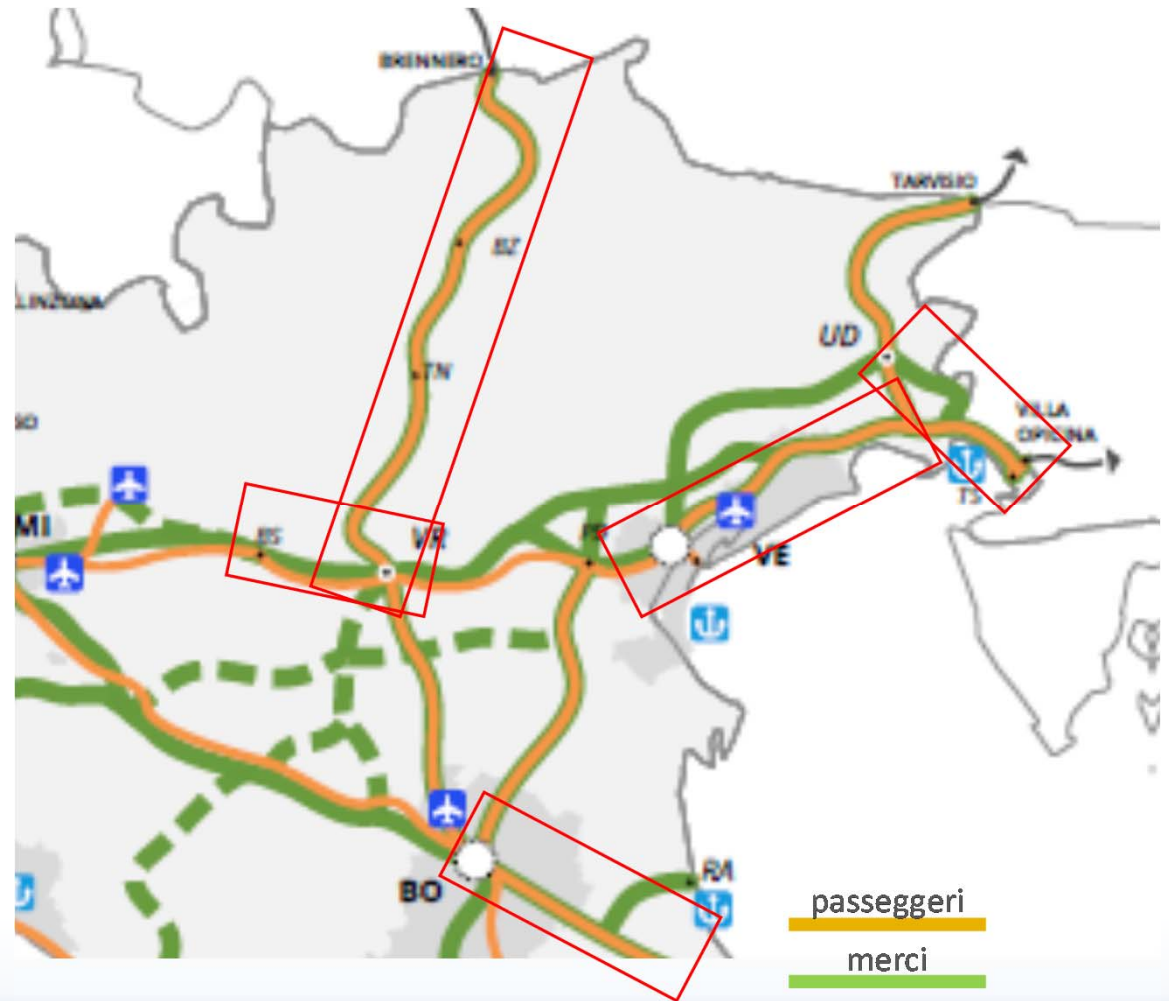 BRENNERO
TARVISIO
BZ
UD
TN
VILLA
OPICINA
TS
MI
BS
VR
VE
BO
RA
passeggeri
merci